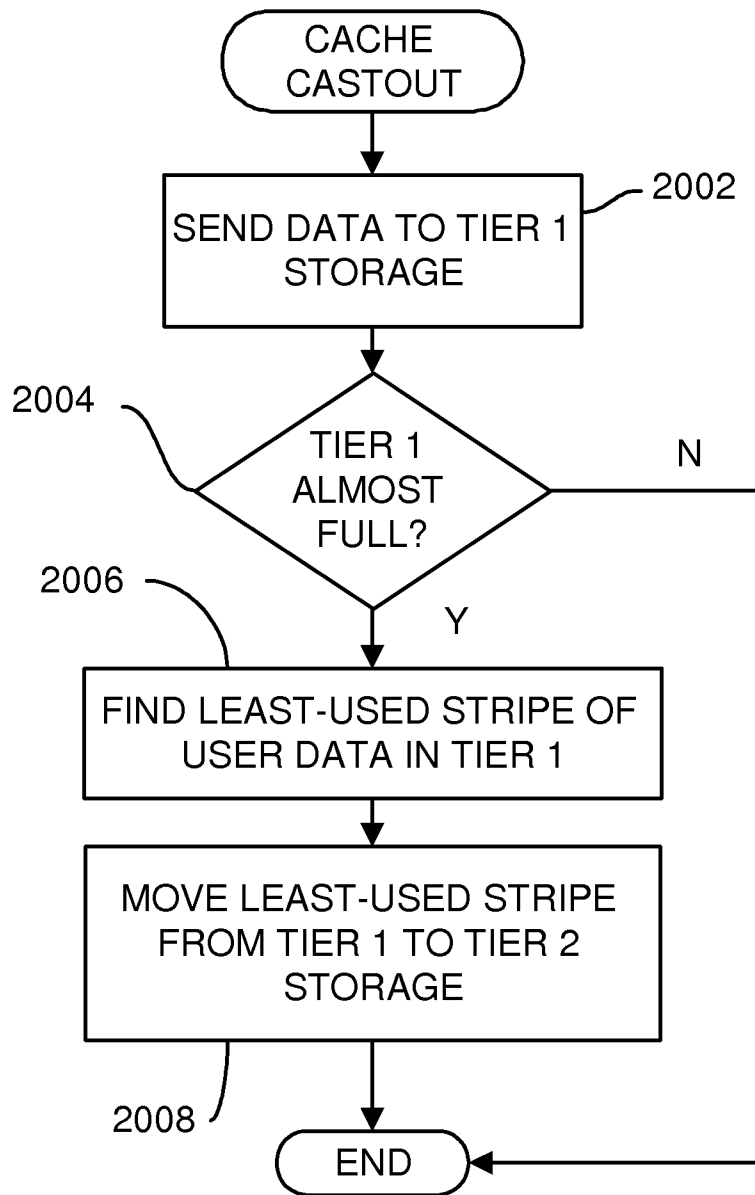 CACHE
CASTOUT
2002
SEND DATA TO TIER 1
STORAGE
2004
TIER 1
ALMOST
FULL?
N
Y
2006
FIND LEAST-USED STRIPE OF
USER DATA IN TIER 1
MOVE LEAST-USED STRIPE
FROM TIER 1 TO TIER 2
STORAGE
2008
END